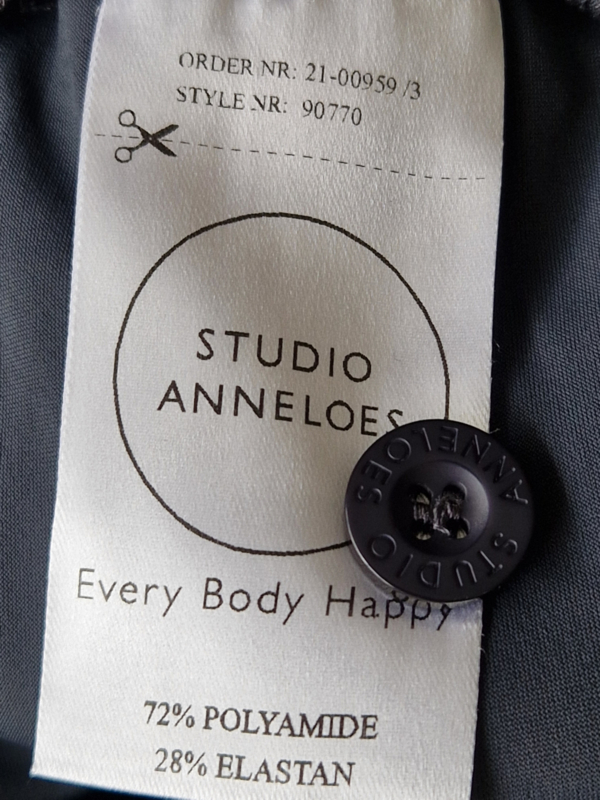 ORDER NR: 21-00959 /3
STYLE NR: 90770
STUDIO
ANNELOES
Every Body Happy
72% POLYAMIDE
28% ELASTAN
STUDIO ANNELOES